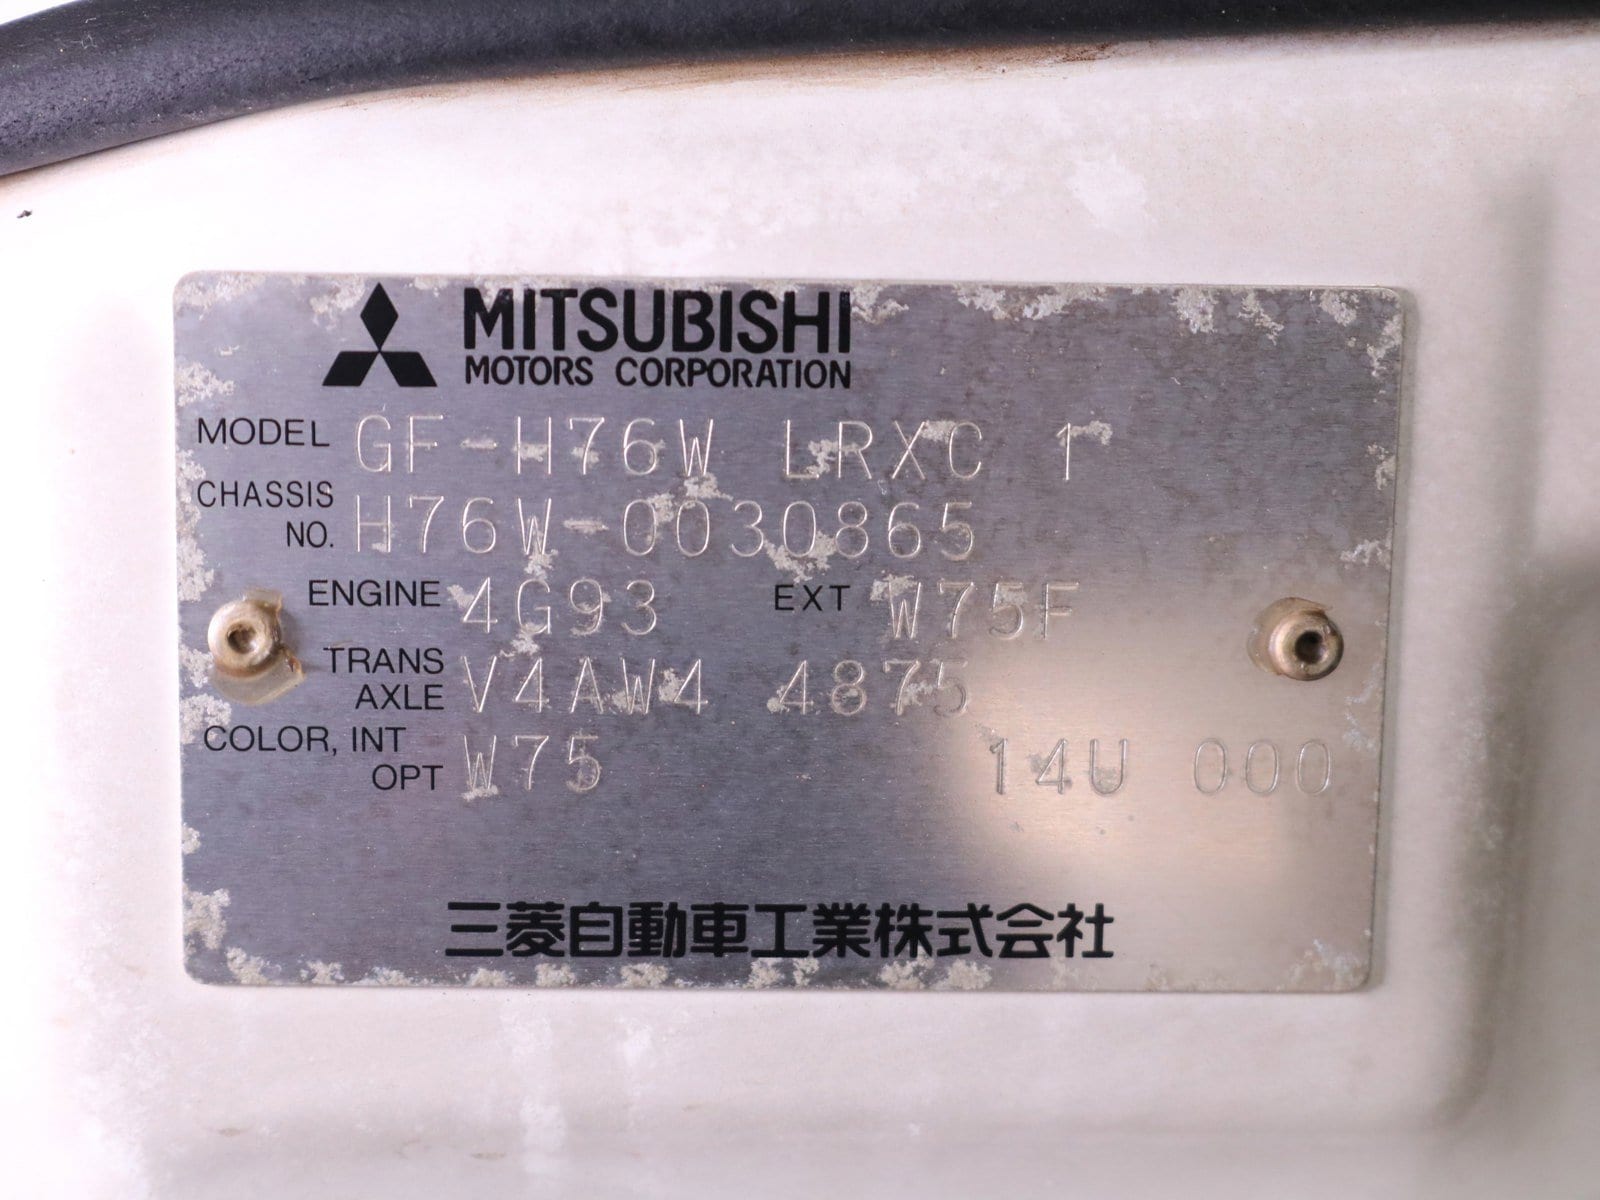 MITSUBISHI
MOTORS CORPORATION
MODEL GF-H76W LRXC 1
CHASSIS NO. H76W-0030865
ENGINE 4G93 EXT W75F
TRANS AXLE V4AW4 4875
COLOR, INT OPT W75 14U 000
三菱自動車工業株式会社